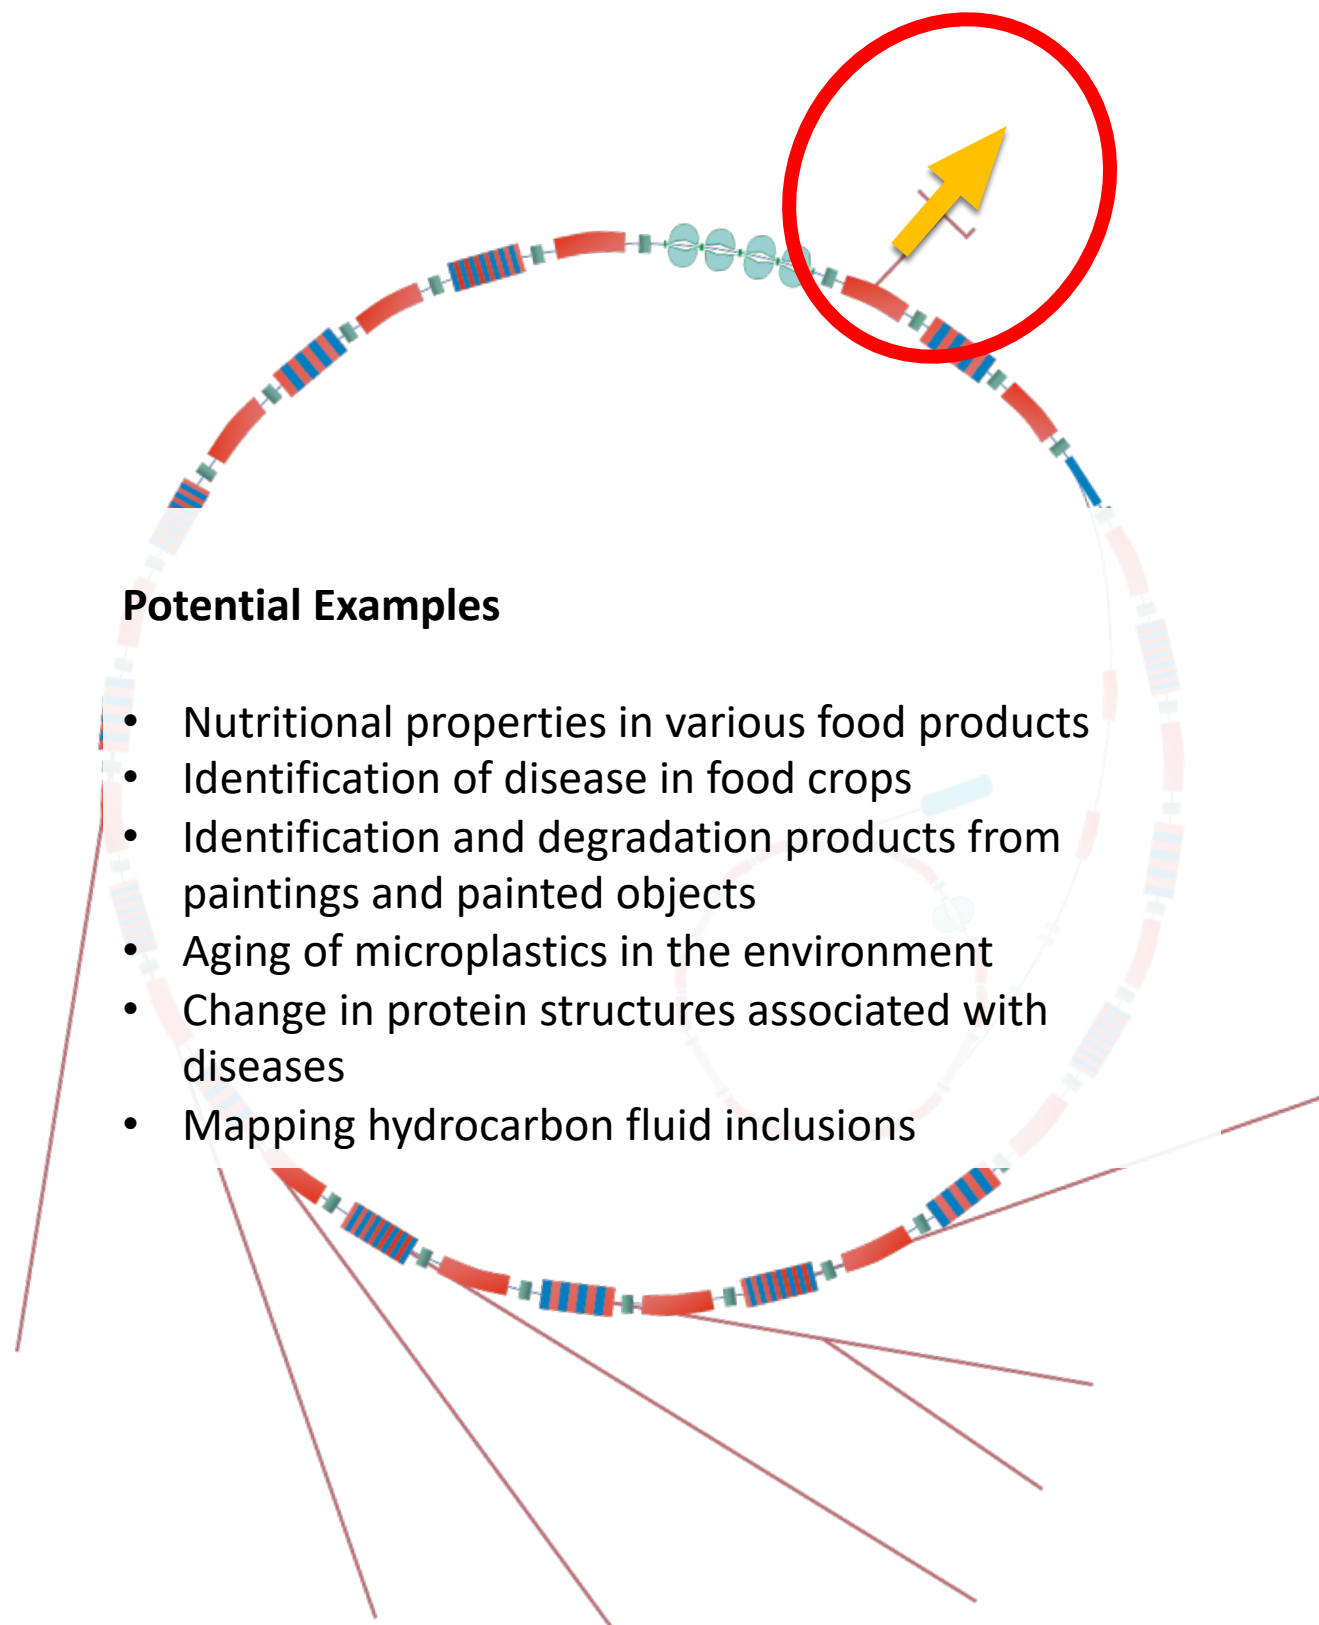 Potential Examples
• Nutritional properties in various food products
• Identification of disease in food crops
• Identification and degradation products from
paintings and painted objects
• Aging of microplastics in the environment
• Change in protein structures associated with
diseases
• Mapping hydrocarbon fluid inclusions